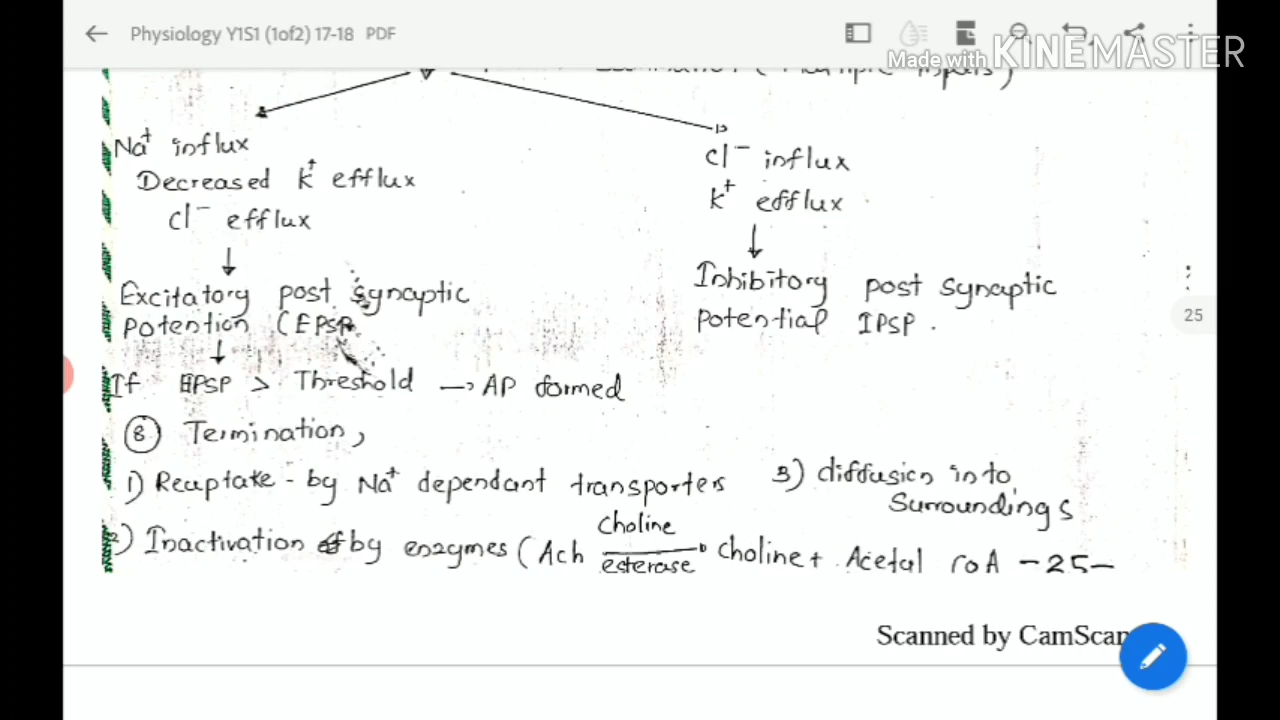 Physiology Y1S1 (1of2) 17-18 PDF
Made with KINEMASTER
Na+ influx
Decreased K+ efflux
Cl- efflux
Cl- influx
K+ efflux
Excitatory post synaptic
Potention (EPSP
Inhibitory post synaptic
potential IPSP.
25
If EPSP > Threshold → AP formed
8 Termination,
1) Reuptake - by Na+ dependant transporters
3) diffusion into
Surroundings
2) Inactivation by enzymes (Ach choline esterase → choline + Acetal CoA -25-
Scanned by CamScan